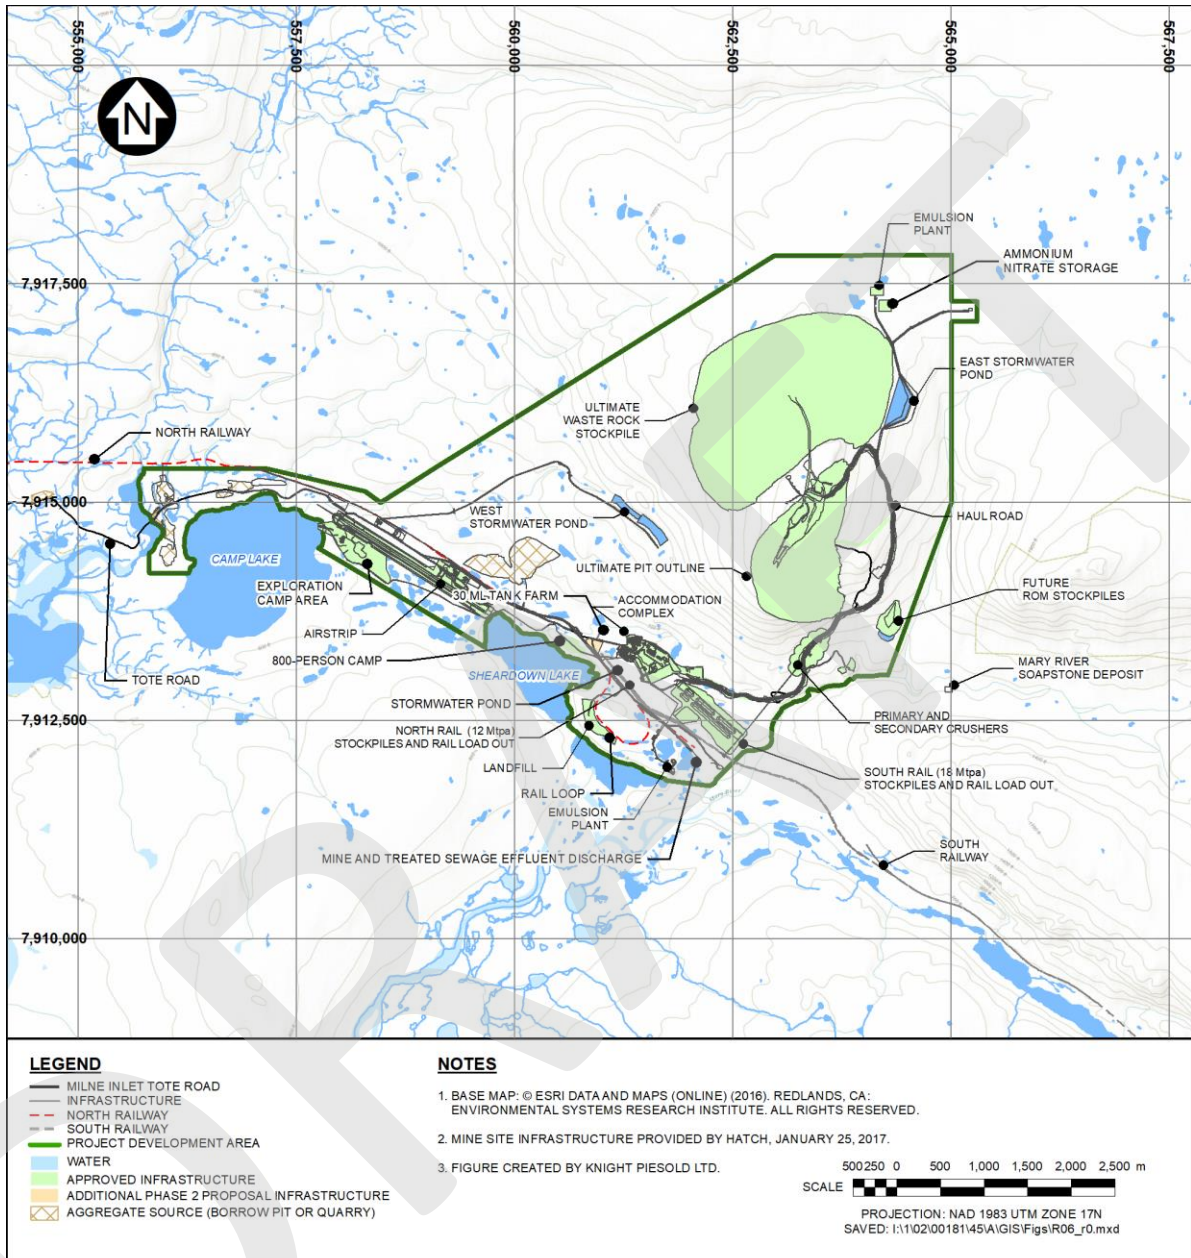 555,000
557,500
560,000
562,500
565,000
567,500
N
EMULSION
PLANT
AMMONIUM
NITRATE STORAGE
7,917,500
EAST STORMWATER
POND
ULTIMATE
WASTE ROCK
STOCKPILE
NORTH RAILWAY
7,915,000
WEST
STORMWATER POND
HAUL ROAD
CAMP LAKE
ULTIMATE PIT OUTLINE
EXPLORATION
CAMP AREA
30 ML TANK FARM
ACCOMMODATION
COMPLEX
FUTURE
ROM STOCKPILES
AIRSTRIP
800-PERSON CAMP
TOTE ROAD
SHEARDOWN LAKE
MARY RIVER
SOAPSTONE DEPOSIT
STORMWATER POND
7,912,500
NORTH RAIL (12 Mtpa)
STOCKPILES AND RAIL LOAD OUT
PRIMARY AND
SECONDARY CRUSHERS
LANDFILL
SOUTH RAIL (18 Mtpa)
STOCKPILES AND RAIL LOAD OUT
RAIL LOOP
EMULSION
PLANT
MINE AND TREATED SEWAGE EFFLUENT DISCHARGE
SOUTH
RAILWAY
7,910,000
DRAFT
LEGEND
MILNE INLET TOTE ROAD
INFRASTRUCTURE
NORTH RAILWAY
SOUTH RAILWAY
PROJECT DEVELOPMENT AREA
WATER
APPROVED INFRASTRUCTURE
ADDITIONAL PHASE 2 PROPOSAL INFRASTRUCTURE
AGGREGATE SOURCE (BORROW PIT OR QUARRY)
NOTES
1. BASE MAP: © ESRI DATA AND MAPS (ONLINE) (2016). REDLANDS, CA:
ENVIRONMENTAL SYSTEMS RESEARCH INSTITUTE. ALL RIGHTS RESERVED.
2. MINE SITE INFRASTRUCTURE PROVIDED BY HATCH, JANUARY 25, 2017.
3. FIGURE CREATED BY KNIGHT PIESOLD LTD.
500 250 0 500 1,000 1,500 2,000 2,500 m
SCALE
PROJECTION: NAD 1983 UTM ZONE 17N
SAVED: I:\1\02\00181\45\A\GIS\Figs\R06_r0.mxd